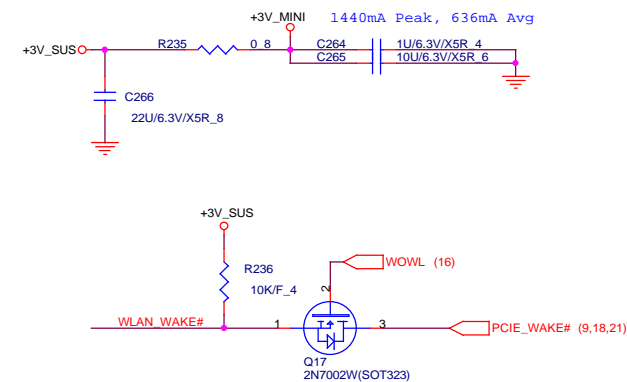 +3V_MINI 1440mA Peak, 636mA Avg
+3V_SUS R235 0_8 C264 1U/6.3V/X5R_4
C265 10U/6.3V/X5R_6
C266
22U/6.3V/X5R_8
+3V_SUS
R236 WOWL (16)
10K/F_4
2
WLAN_WAKE# 1 3 PCIE_WAKE# (9,18,21)
Q17
2N7002W(SOT323)